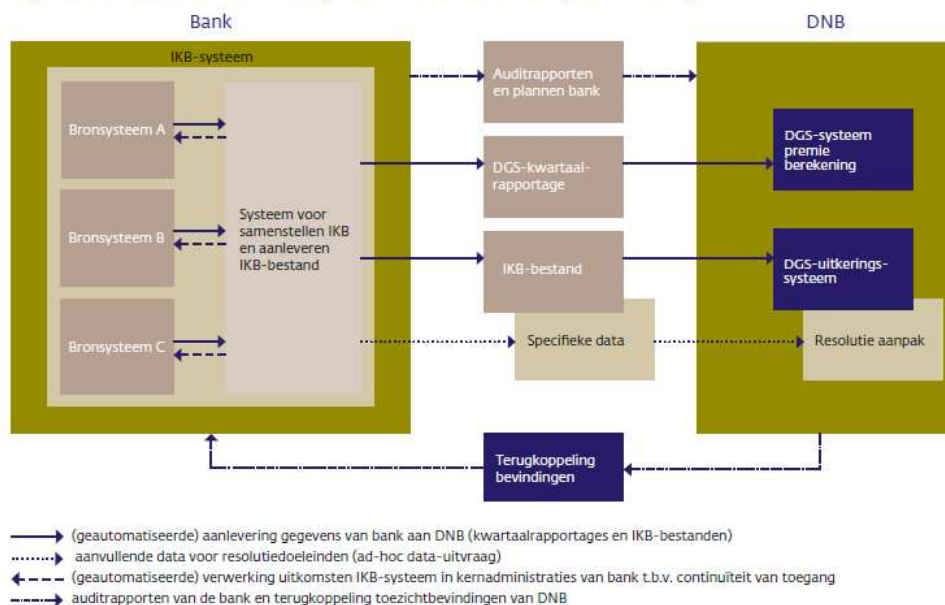 Bank
DNB
IKB-systeem
Bronsysteem A
Bronsysteem B
Bronsysteem C
Systeem voor
samenstellen IKB
en aanleveren
IKB-bestand
Auditrapporten
en plannen bank
DGS-kwartaal-
rapportage
IKB-bestand
Specifieke data
DGS-systeem
premie
berekening
DGS-uitkerings-
systeem
Resolutie aanpak
Terugkoppeling
bevindingen
(geautomatiseerde) aanlevering gegevens van bank aan DNB (kwartaalrapportages en IKB-bestanden)
aanvullende data voor resolutiedoeleinden (ad-hoc data-uitvraag)
(geautomatiseerde) verwerking uitkomsten IKB-systeem in kernadministraties van bank t.b.v. continuïteit van toegang
auditrapporten van de bank en terugkoppeling toezichtbevindingen van DNB